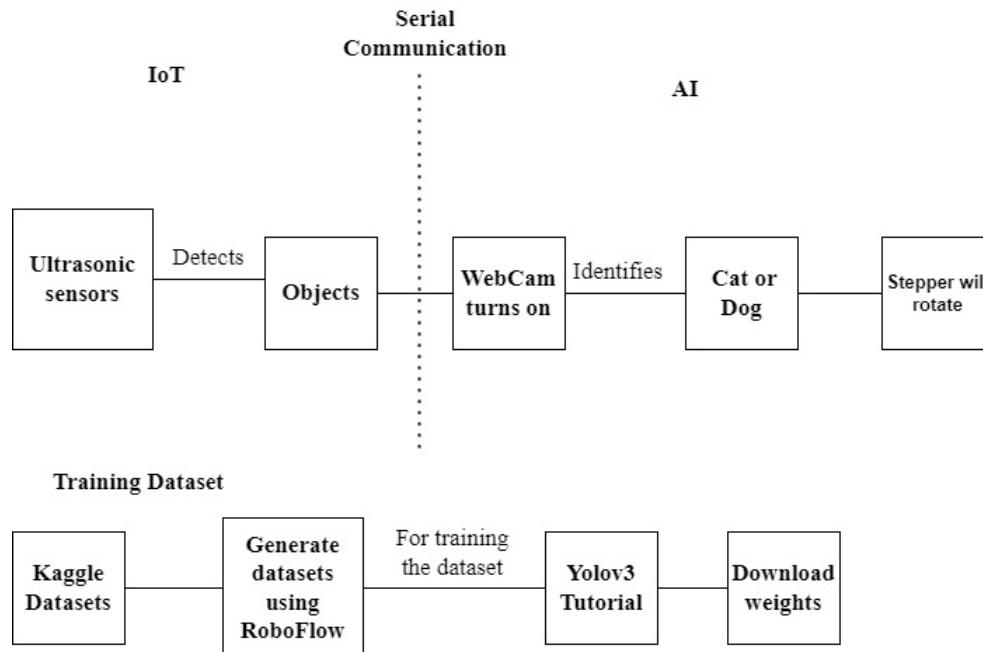 Serial
Communication
IoT
AI
Ultrasonic
sensors
Detects
Objects
WebCam
turns on
Identifies
Cat or
Dog
Stepper wil
rotate
Training Dataset
Kaggle
Datasets
Generate
datasets
using
RoboFlow
For training
the dataset
Yolov3
Tutorial
Download
weights